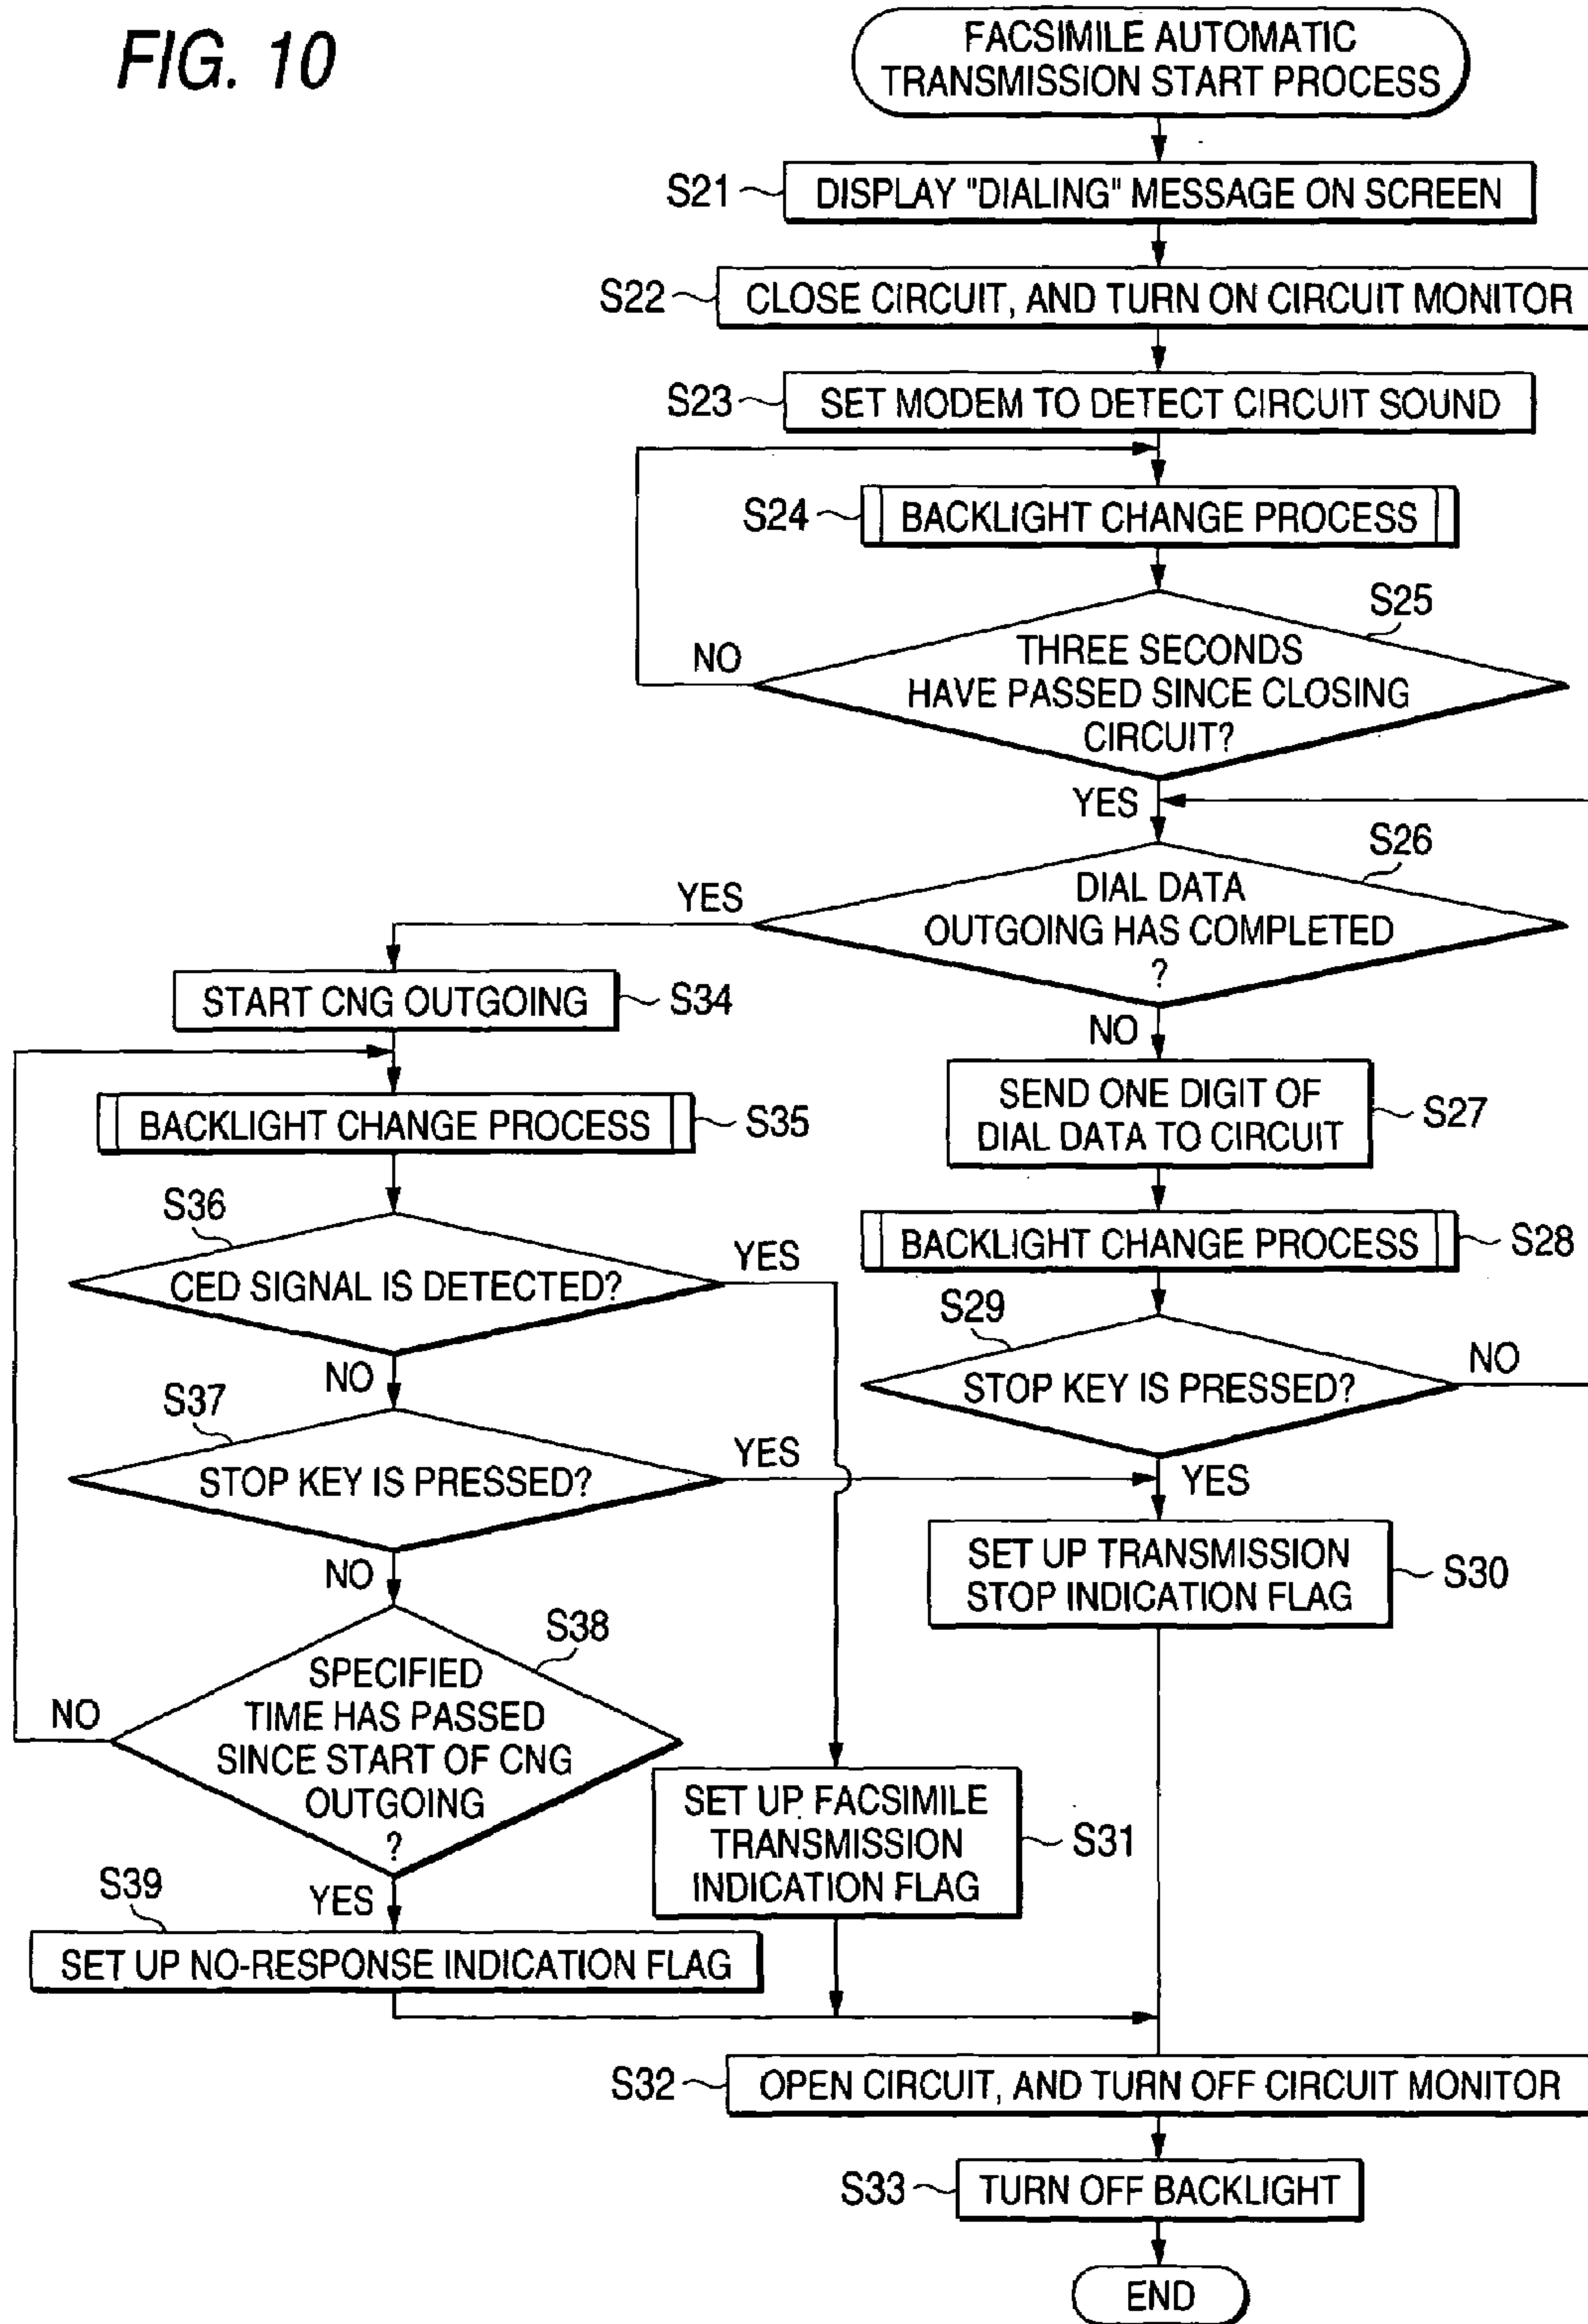 FIG. 10
FACSIMILE AUTOMATIC
TRANSMISSION START PROCESS
S21
DISPLAY "DIALING" MESSAGE ON SCREEN
S22
CLOSE CIRCUIT, AND TURN ON CIRCUIT MONITOR
S23
SET MODEM TO DETECT CIRCUIT SOUND
S24
BACKLIGHT CHANGE PROCESS
S25
THREE SECONDS
HAVE PASSED SINCE CLOSING
CIRCUIT?
NO
YES
S26
DIAL DATA
OUTGOING HAS COMPLETED
?
YES
NO
START CNG OUTGOING
S34
SEND ONE DIGIT OF
DIAL DATA TO CIRCUIT
S27
BACKLIGHT CHANGE PROCESS
S35
BACKLIGHT CHANGE PROCESS
S28
S36
CED SIGNAL IS DETECTED?
YES
NO
S29
STOP KEY IS PRESSED?
NO
YES
S37
STOP KEY IS PRESSED?
YES
NO
SET UP TRANSMISSION
STOP INDICATION FLAG
S30
S38
SPECIFIED
TIME HAS PASSED
SINCE START OF CNG
OUTGOING
?
NO
YES
SET UP FACSIMILE
TRANSMISSION
INDICATION FLAG
S31
S39
SET UP NO-RESPONSE INDICATION FLAG
S32
OPEN CIRCUIT, AND TURN OFF CIRCUIT MONITOR
S33
TURN OFF BACKLIGHT
END